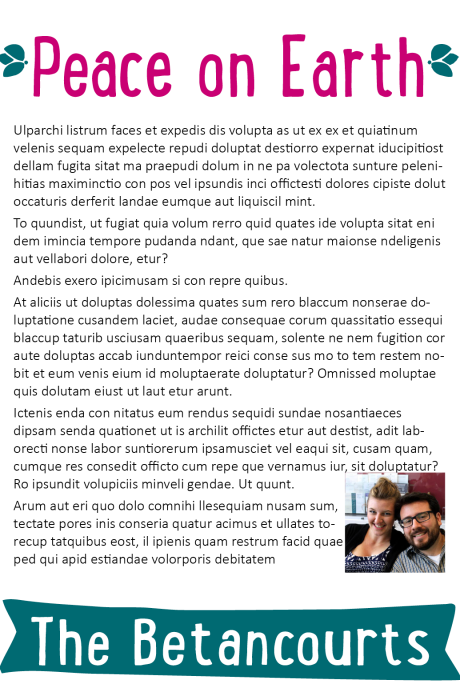 Peace on Earth
Ulparchi listrum faces et expedis dis volupta as ut ex ex et quiatinum
velenis sequam expelecte repudi doluptat destiorro expernat iducipitiost
dellam fugita sitat ma praepudi dolum in ne pa volectota sunture peleni-
hitias maximinctio con pos vel ipsundis inci offictesti dolores cipiste dolut
occaturis derferit landae eumque aut liquiscil mint.
To quundist, ut fugiat quia volum rerro quid quates ide volupta sitat eni
dem imincia tempore pudanda ndant, que sae natur maionse ndeligenis
aut vellabori dolore, etur?
Andebis exero ipicimusam si con repre quibus.
At aliciis ut doluptas dolessima quates sum rero blaccum nonserae do-
luptatione cusandem laciet, audae consequae corum quassitatio essequi
blaccup taturib usciusam quaeribus sequam, solente ne nem fugition cor
aute doluptas accab iunduntempor reici conse sus mo to tem restem no-
bit et eum venis eium id moluptaerate doluptatur? Omnissed moluptae
quis dolutam eiust ut laut etur arunt.
Ictenis enda con nitatus eum rendus sequidi sundae nosantiaeces
dipsam senda quationet ut is archilit offictes etur aut destist, adit lab-
orecti nonse labor suntiorerum ipsamusciet vel eaqui sit, cusam quam,
cumque res consedit officto cum repe que vernamus iur, sit doluptatur?
Ro ipsundit volupiciis minveli gendae. Ut quunt.
Arum aut eri quo dolo comnihi llesequiam nusam sum,
tectate pores inis conseria quatur acimus et ullates to-
recup tatquibus eost, il ipienis quam restrum facid quae
ped qui apid estiandae volorporis debitatem
The Betancourts